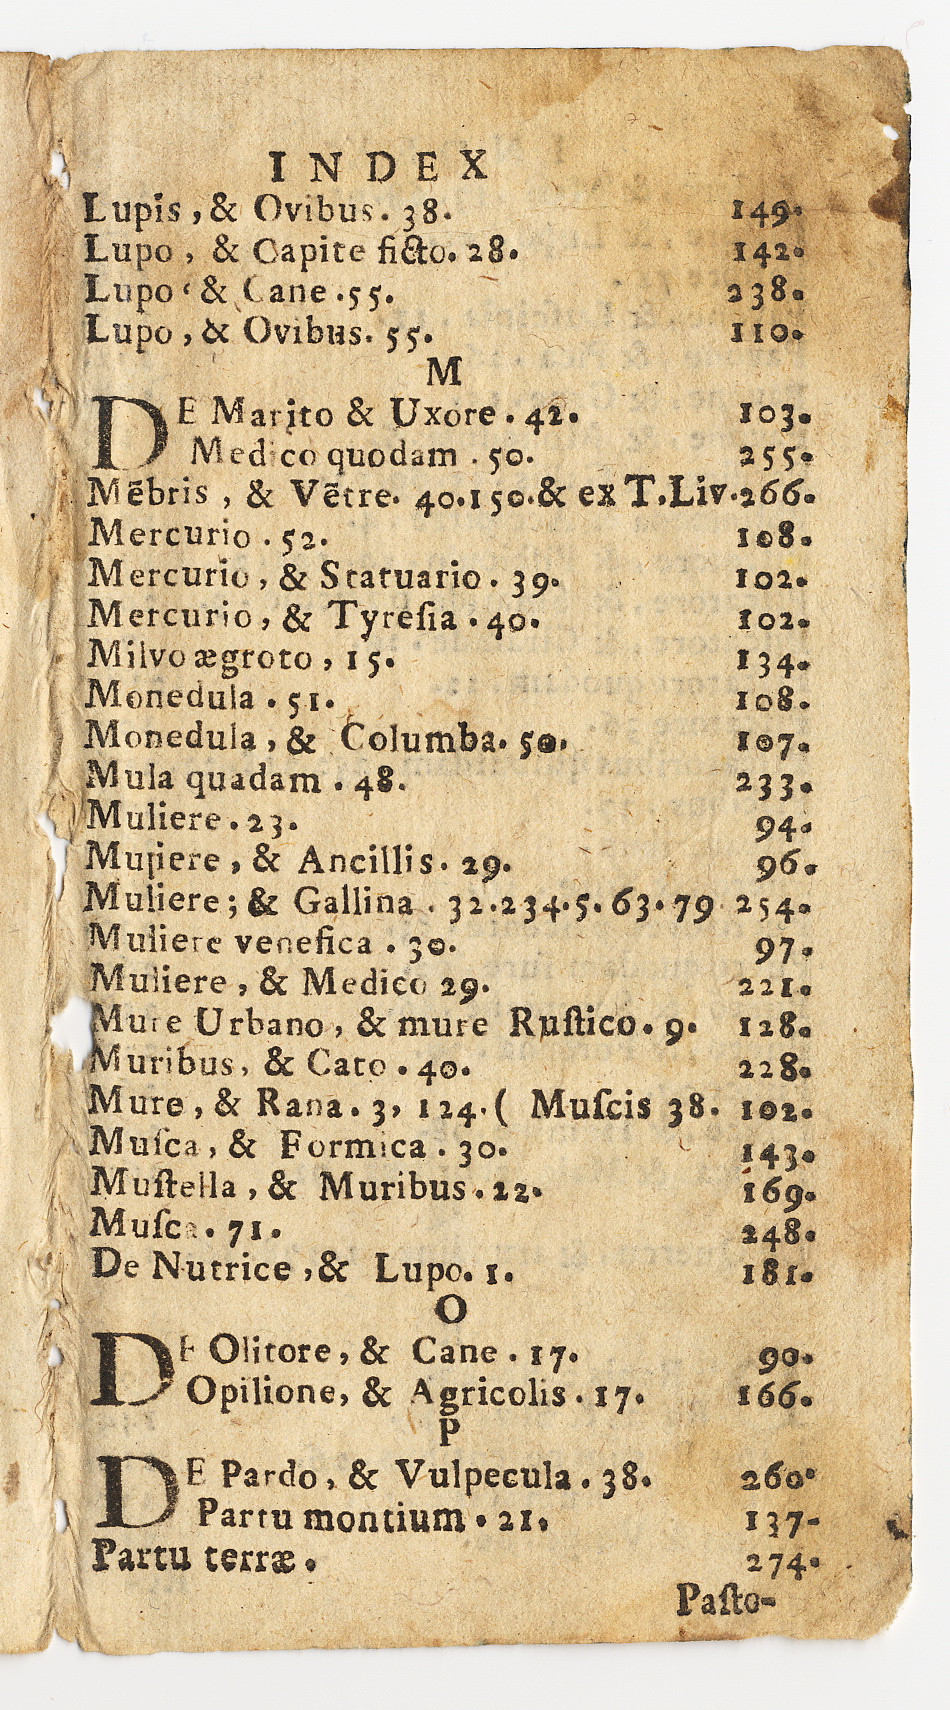 INDEX
Lupis, & Ovibus. 38. 149.
Lupo, & Capite ficto. 28. 142.
Lupo & Cane. 55. 238.
Lupo, & Ovibus. 55. 110.
M
DE Marito & Uxore. 42. 103.
Medico quodam. 50. 255.
Mẽbris, & Vẽtre. 40. 150. & ex T. Liv. 266.
Mercurio. 52. 108.
Mercurio, & Statuario. 39. 102.
Mercurio, & Tyreſia. 40. 102.
Milvo ægroto, 15. 134.
Monedula. 51. 108.
Monedula, & Columba. 50. 107.
Mula quadam. 48. 233.
Muliere. 23. 94.
Muliere, & Ancillis. 29. 96.
Muliere; & Gallina. 32. 234. 5. 63. 79 254.
Muliere venefica. 30. 97.
Muliere, & Medico 29. 221.
Mure Urbano, & mure Ruſtico. 9. 128.
Muribus, & Cato. 40. 228.
Mure, & Rana. 3, 124. ( Muſcis 38. 102.
Muſca, & Formica. 30. 143.
Muſtella, & Muribus. 22. 169.
Muſca. 71. 248.
De Nutrice, & Lupo. 1. 181.
O
DE Olitore, & Cane. 17. 90.
Opilione, & Agricolis. 17. 166.
P
DE Pardo, & Vulpecula. 38. 260.
Partu montium. 21. 137-
Partu terræ. 274.
Paſto-